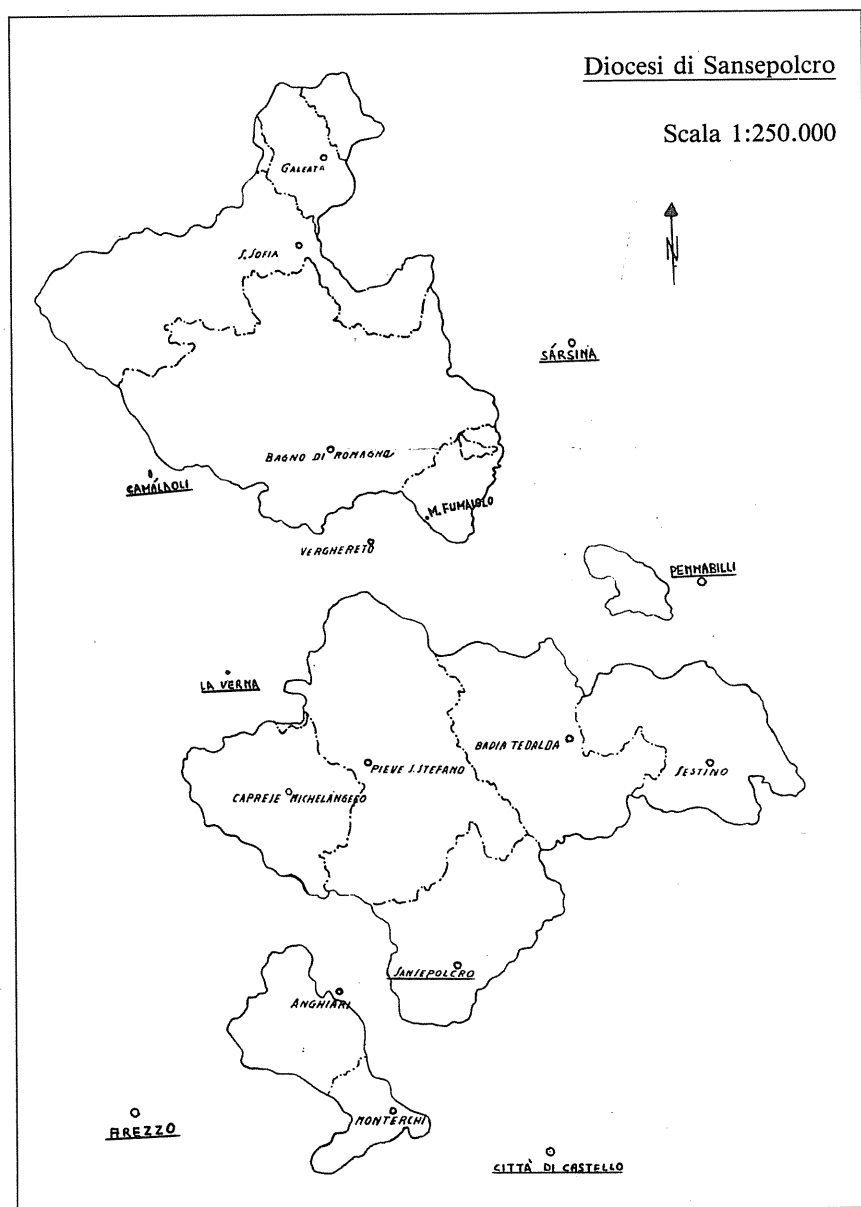 Diocesi di Sansepolcro
Scala 1:250.000
GALEATA
N
S. SOFIA
SÁRSINA
BAGNO DI ROMAGNA
CAMÁLDOLI
M. FUMAIOLO
VERGHERETO
PENNABILLI
LA VERNA
BADIA TEDALDA
PIEVE S. STEFANO
SESTINO
CAPRESE MICHELANGELO
SANSEPOLCRO
ANGHIARI
MONTERCHI
AREZZO
CITTÀ DI CASTELLO